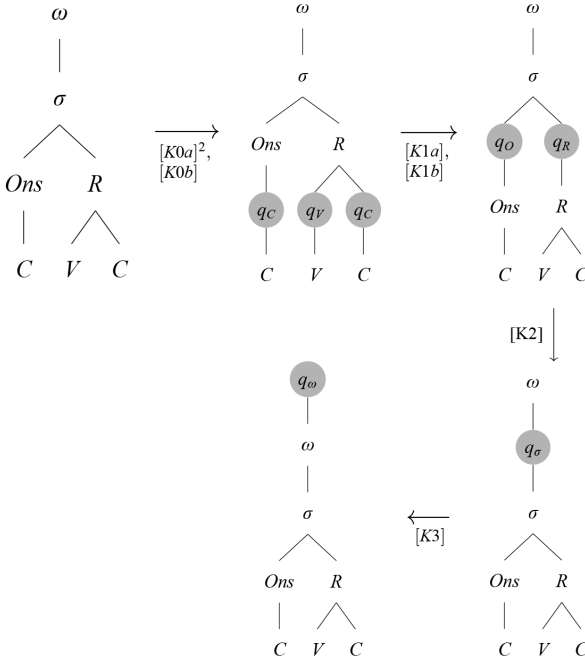 ω
σ
Ons R
C V C
[K0a]²,
[K0b]
ω
σ
Ons R
q_C q_V q_C
C V C
[K1a],
[K1b]
ω
σ
q_O q_R
Ons R
C V C
[K2]
ω
q_σ
σ
Ons R
C V C
[K3]
q_ω
ω
σ
Ons R
C V C